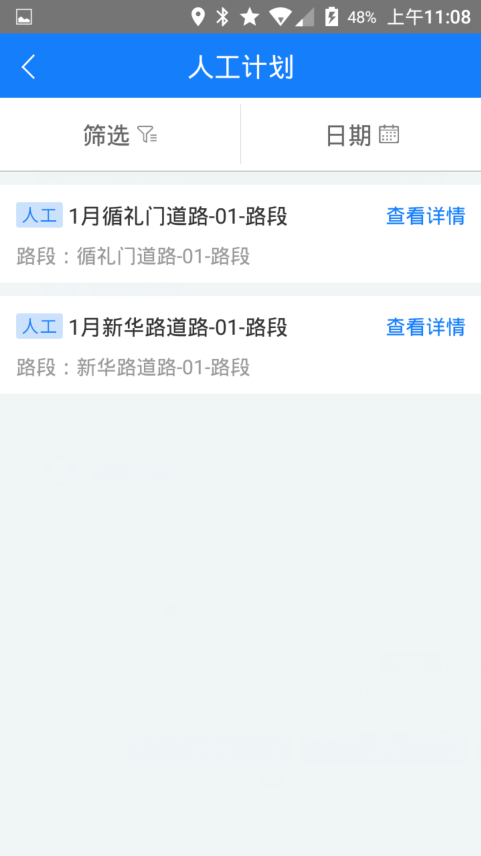 48% 上午11:08
人工计划
筛选 日期
人工 1月循礼门道路-01-路段 查看详情
路段：循礼门道路-01-路段
人工 1月新华路道路-01-路段 查看详情
路段：新华路道路-01-路段